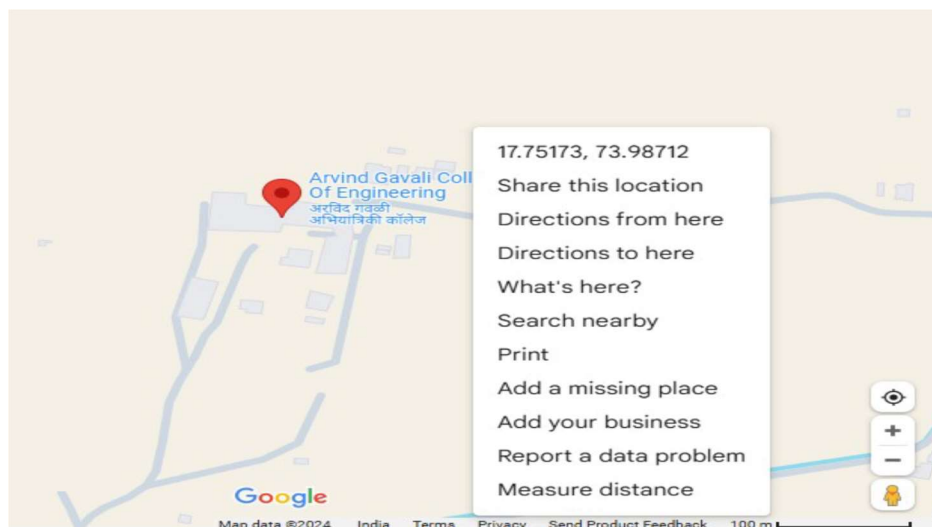 17.75173, 73.98712
Share this location
Directions from here
Directions to here
What's here?
Search nearby
Print
Add a missing place
Add your business
Report a data problem
Measure distance
Arvind Gavali Coll
Of Engineering
अरविंद गवळी
अभियांत्रिकी कॉलेज
Google
Map data ©2024 India Terms Privacy Send Product Feedback 100 m